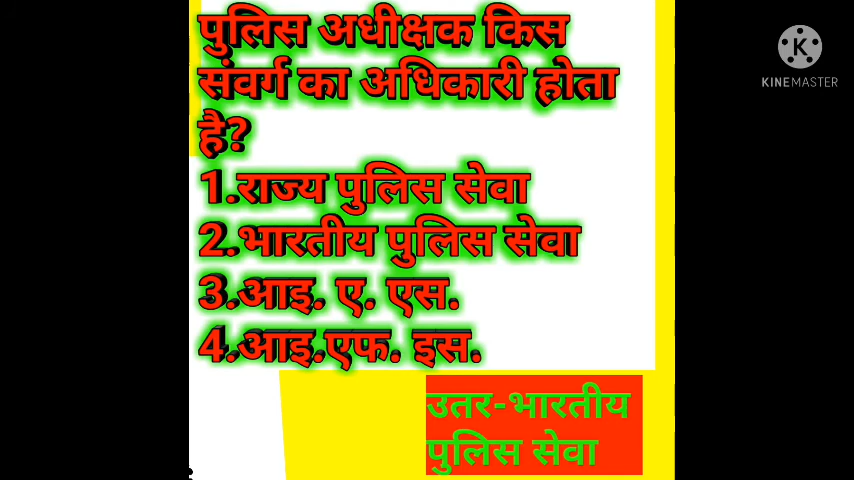 पुलिस अधीक्षक किस
संवर्ग का अधिकारी होता
है?
1.राज्य पुलिस सेवा
2.भारतीय पुलिस सेवा
3.आइ. ए. एस.
4.आइ.एफ. इस.
उतर-भारतीय
पुलिस सेवा
KINEMASTER